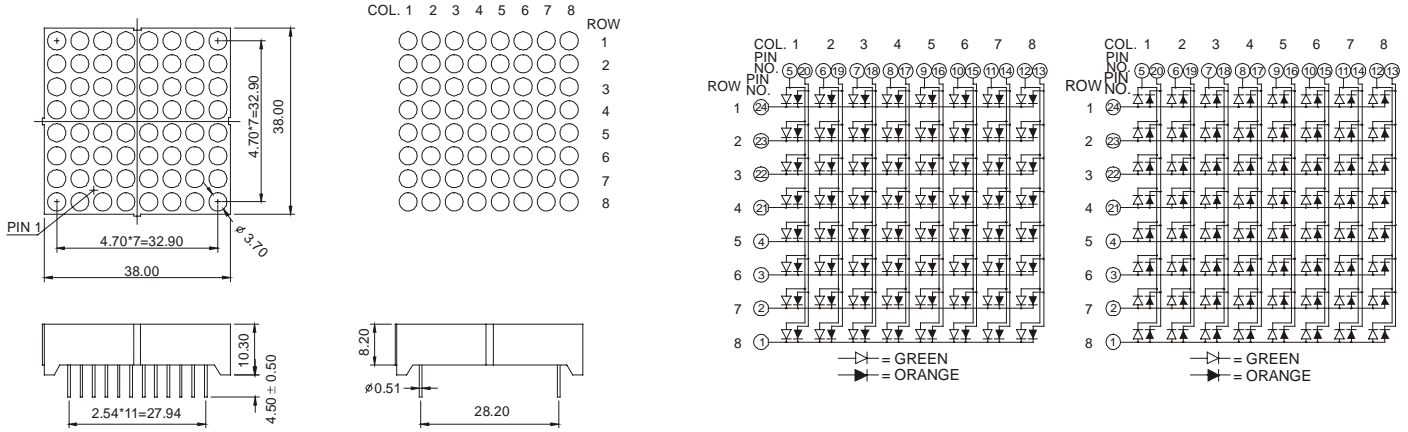 COL. 1 2 3 4 5 6 7 8
ROW
1
2
3
4
5
6
7
8
4.70*7=32.90
38.00
PIN 1
ø 3.70
4.70*7=32.90
38.00
10.30
4.50 ± 0.50
2.54*11=27.94
8.20
ø0.51
28.20
COL. 1 2 3 4 5 6 7 8
PIN NO. 5 20 6 19 7 18 8 17 9 16 10 15 11 14 12 13
ROW PIN NO.
1 24
2 23
3 22
4 21
5 4
6 3
7 2
8 1
= GREEN
= ORANGE
COL. 1 2 3 4 5 6 7 8
PIN NO. 5 20 6 19 7 18 8 17 9 16 10 15 11 14 12 13
ROW PIN NO.
1 24
2 23
3 22
4 21
5 4
6 3
7 2
8 1
= GREEN
= ORANGE